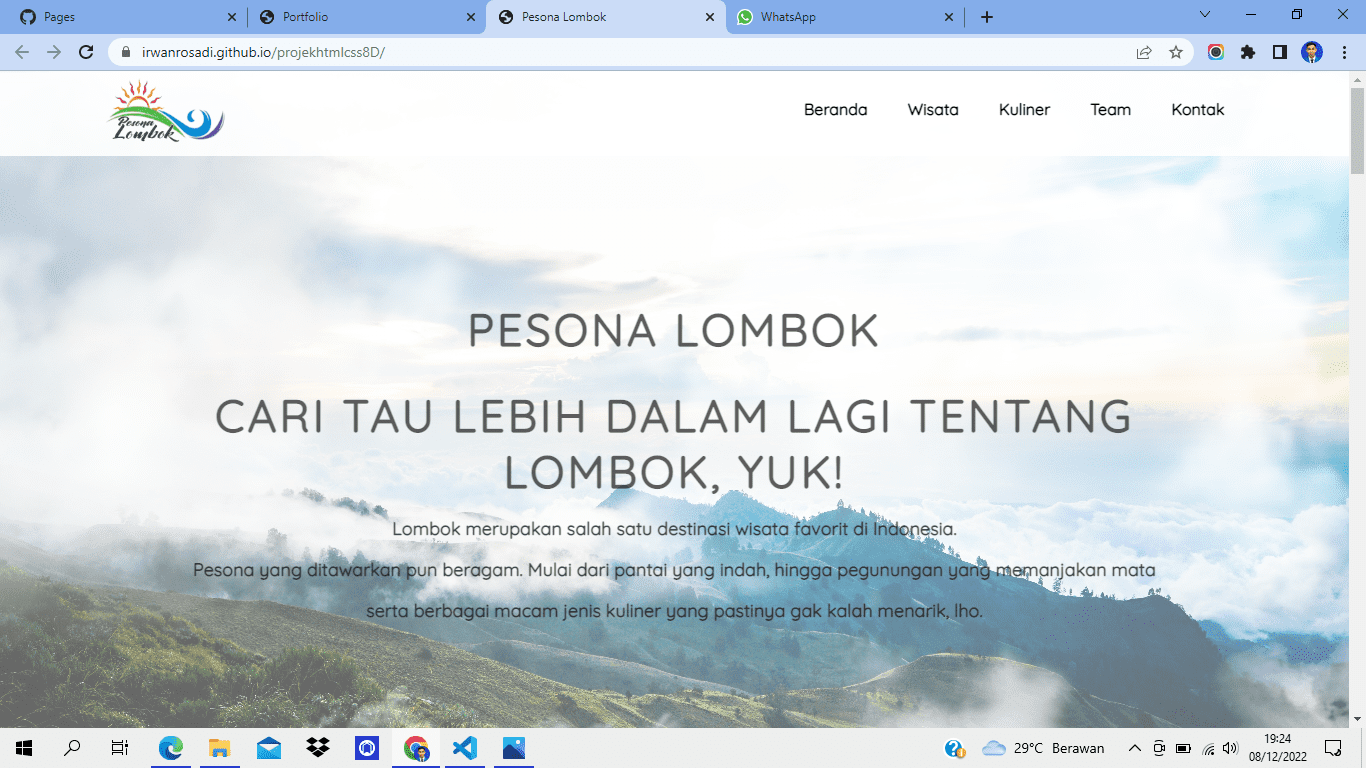 Pages
Portfolio
Pesona Lombok
WhatsApp
irwanrosadi.github.io/projekhtmlcss8D/
Pesona
Lombok
Beranda
Wisata
Kuliner
Team
Kontak
PESONA LOMBOK
CARI TAU LEBIH DALAM LAGI TENTANG
LOMBOK, YUK!
Lombok merupakan salah satu destinasi wisata favorit di Indonesia.
Pesona yang ditawarkan pun beragam. Mulai dari pantai yang indah, hingga pegunungan yang memanjakan mata
serta berbagai macam jenis kuliner yang pastinya gak kalah menarik, lho.
29°C Berawan
19:24
08/12/2022